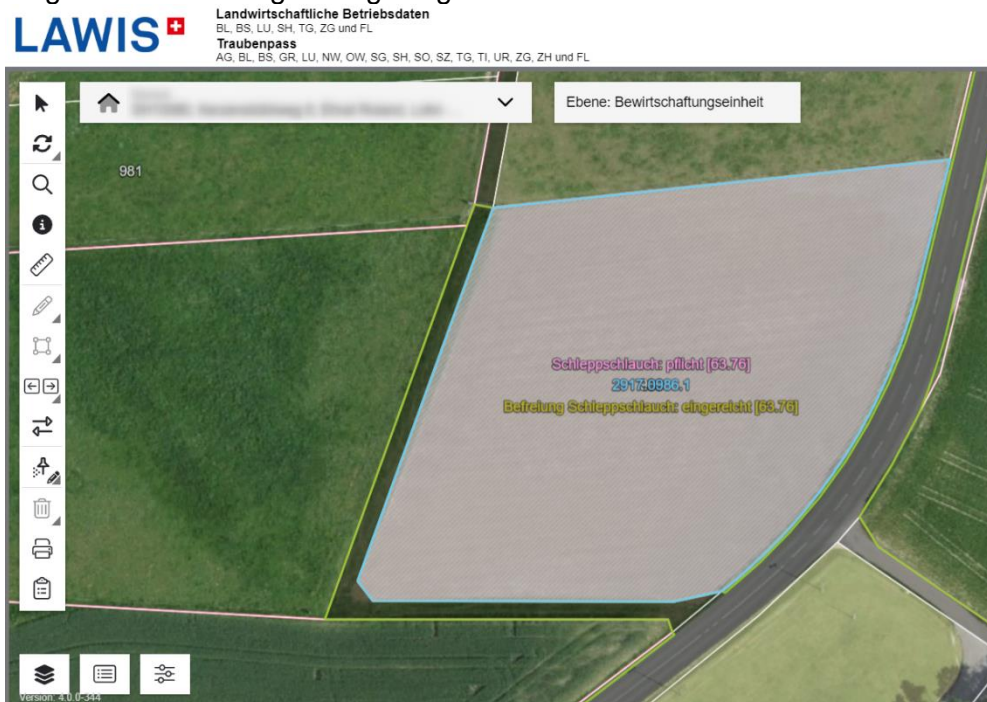 LAWIS
Landwirtschaftliche Betriebsdaten
BL, BS, LU, SH, TG, ZG und FL
Traubenpass
AG, BL, BS, GR, LU, NW, OW, SG, SH, SO, SZ, TG, TI, UR, ZG, ZH und FL
Ebene: Bewirtschaftungseinheit
981
Schleppschlauch: pflicht [63.76]
2917.0986.1
Befreiung Schleppschlauch: eingereicht [63.76]
Version: 4.0.0-344